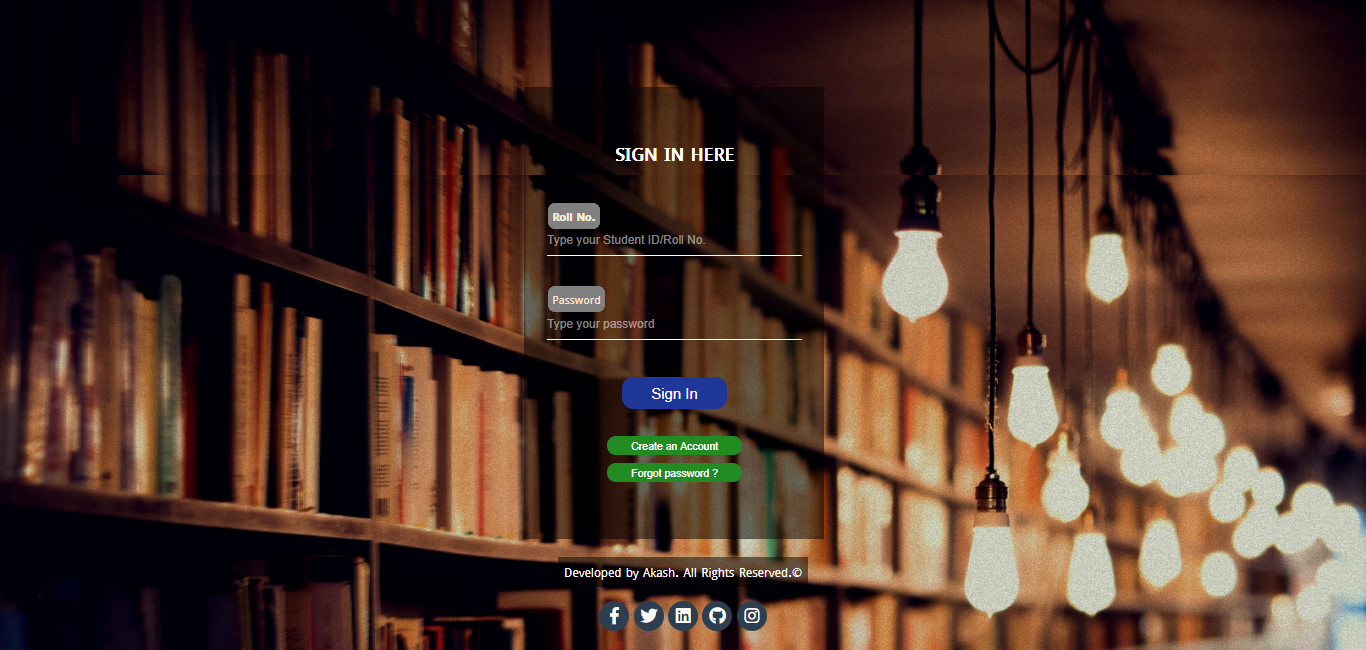 SIGN IN HERE
Roll No.
Type your Student ID/Roll No.
Password
Type your password
Sign In
Create an Account
Forgot password ?
Developed by Akash. All Rights Reserved.©